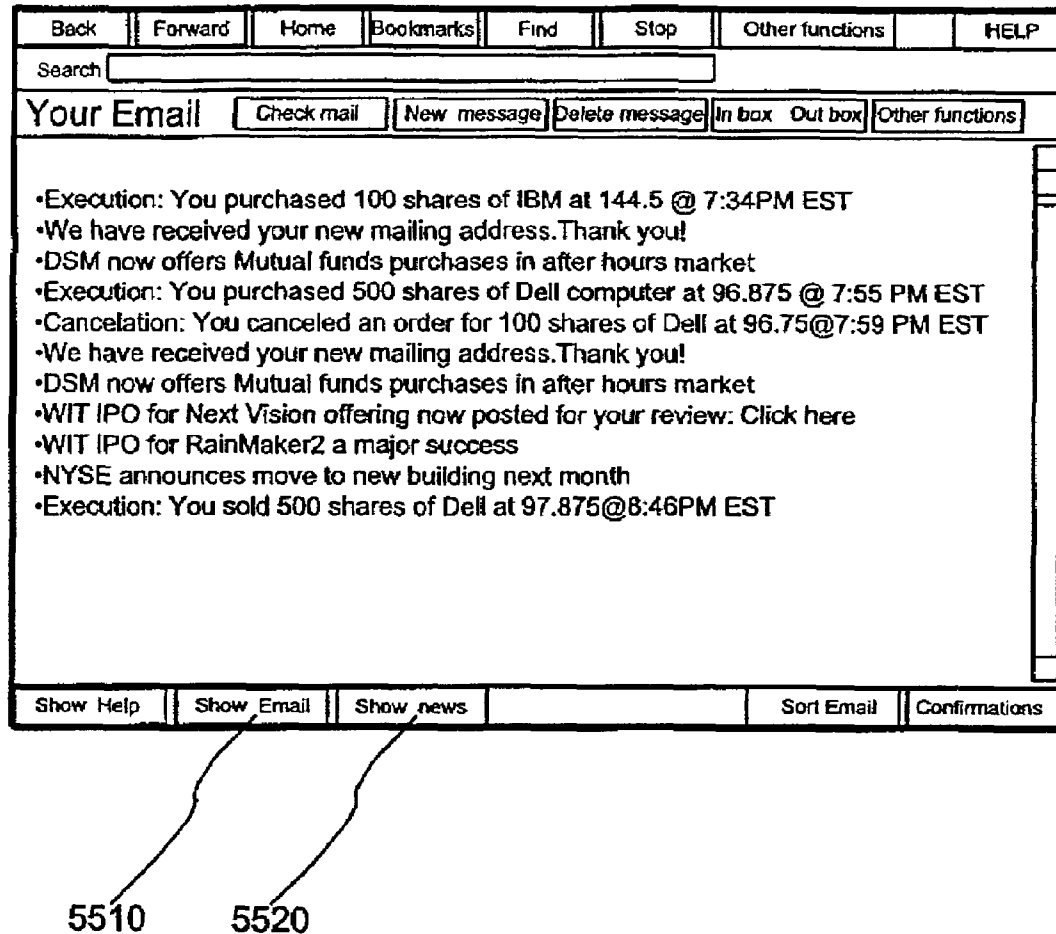 Back Forward Home Bookmarks Find Stop Other functions HELP
Search
Your Email Check mail New message Delete message In box Out box Other functions
•Execution: You purchased 100 shares of IBM at 144.5 @ 7:34PM EST
•We have received your new mailing address.Thank you!
•DSM now offers Mutual funds purchases in after hours market
•Execution: You purchased 500 shares of Dell computer at 96.875 @ 7:55 PM EST
•Cancelation: You canceled an order for 100 shares of Dell at 96.75@7:59 PM EST
•We have received your new mailing address.Thank you!
•DSM now offers Mutual funds purchases in after hours market
•WIT IPO for Next Vision offering now posted for your review: Click here
•WIT IPO for RainMaker2 a major success
•NYSE announces move to new building next month
•Execution: You sold 500 shares of Dell at 97.875@8:46PM EST
Show Help Show Email Show news Sort Email Confirmations
5510 5520